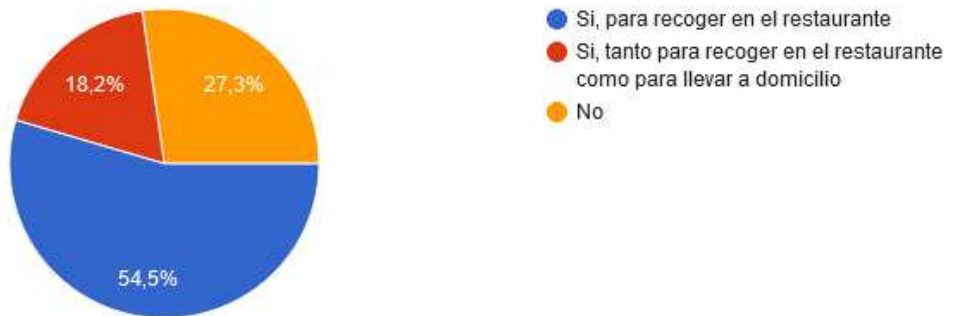 Si, para recoger en el restaurante
Si, tanto para recoger en el restaurante
como para llevar a domicilio
No
18,2%
27,3%
54,5%